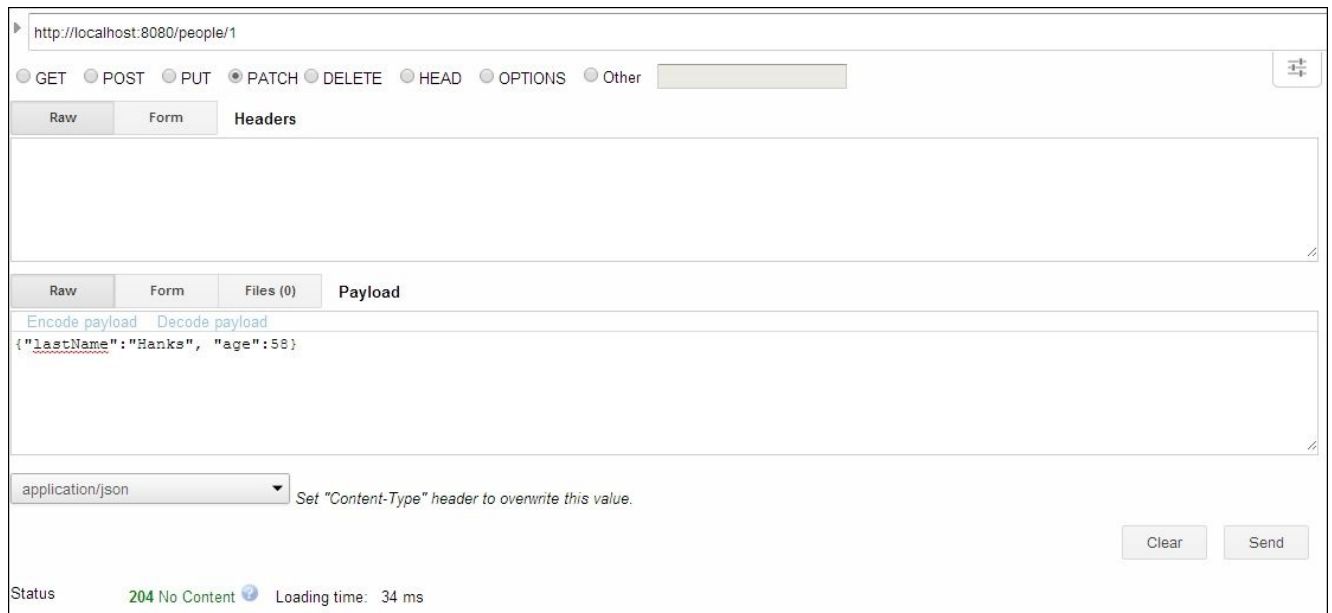 http://localhost:8080/people/1
GET POST PUT PATCH DELETE HEAD OPTIONS Other
Raw Form Headers
Raw Form Files (0) Payload
Encode payload Decode payload
{"lastName":"Hanks", "age":58}
application/json Set "Content-Type" header to overwrite this value.
Clear Send
Status 204 No Content Loading time: 34 ms